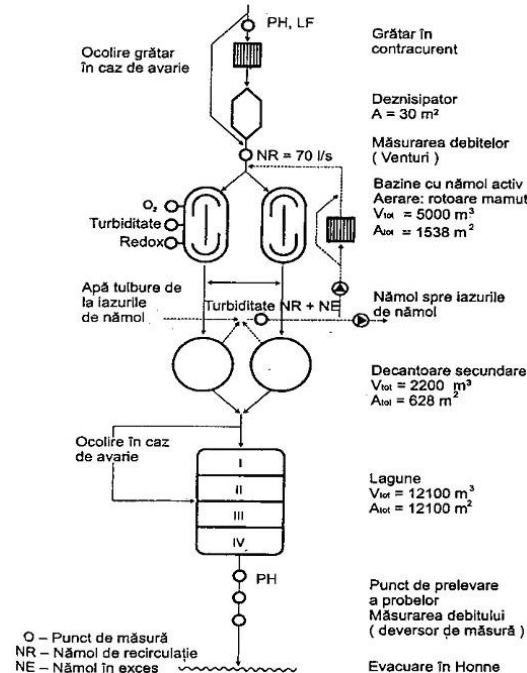 PH, LF
Ocolire grătar
în caz de avarie
Grătar în
contracurent
Deznisipator
A = 30 m²
NR = 70 l/s
Măsurarea debitelor
( Venturi )
O₂
Turbiditate
Redox
Bazine cu nămol activ
Aerare: rotoare mamut
Vtot = 5000 m³
Atot = 1538 m²
Apă tulbure de
la iazurile
de nămol
Turbiditate NR + NE
Nămol spre iazurile
de nămol
Decantoare secundare
Vtot = 2200 m³
Atot = 628 m²
Ocolire în caz
de avarie
I
II
III
IV
Lagune
Vtot = 12100 m³
Atot = 12100 m²
PH
Punct de prelevare
a probelor
Măsurarea debitului
( deversor de măsură )
O – Punct de măsură
NR – Nămol de recirculaţie
NE – Nămol în exces
Evacuare în Honne